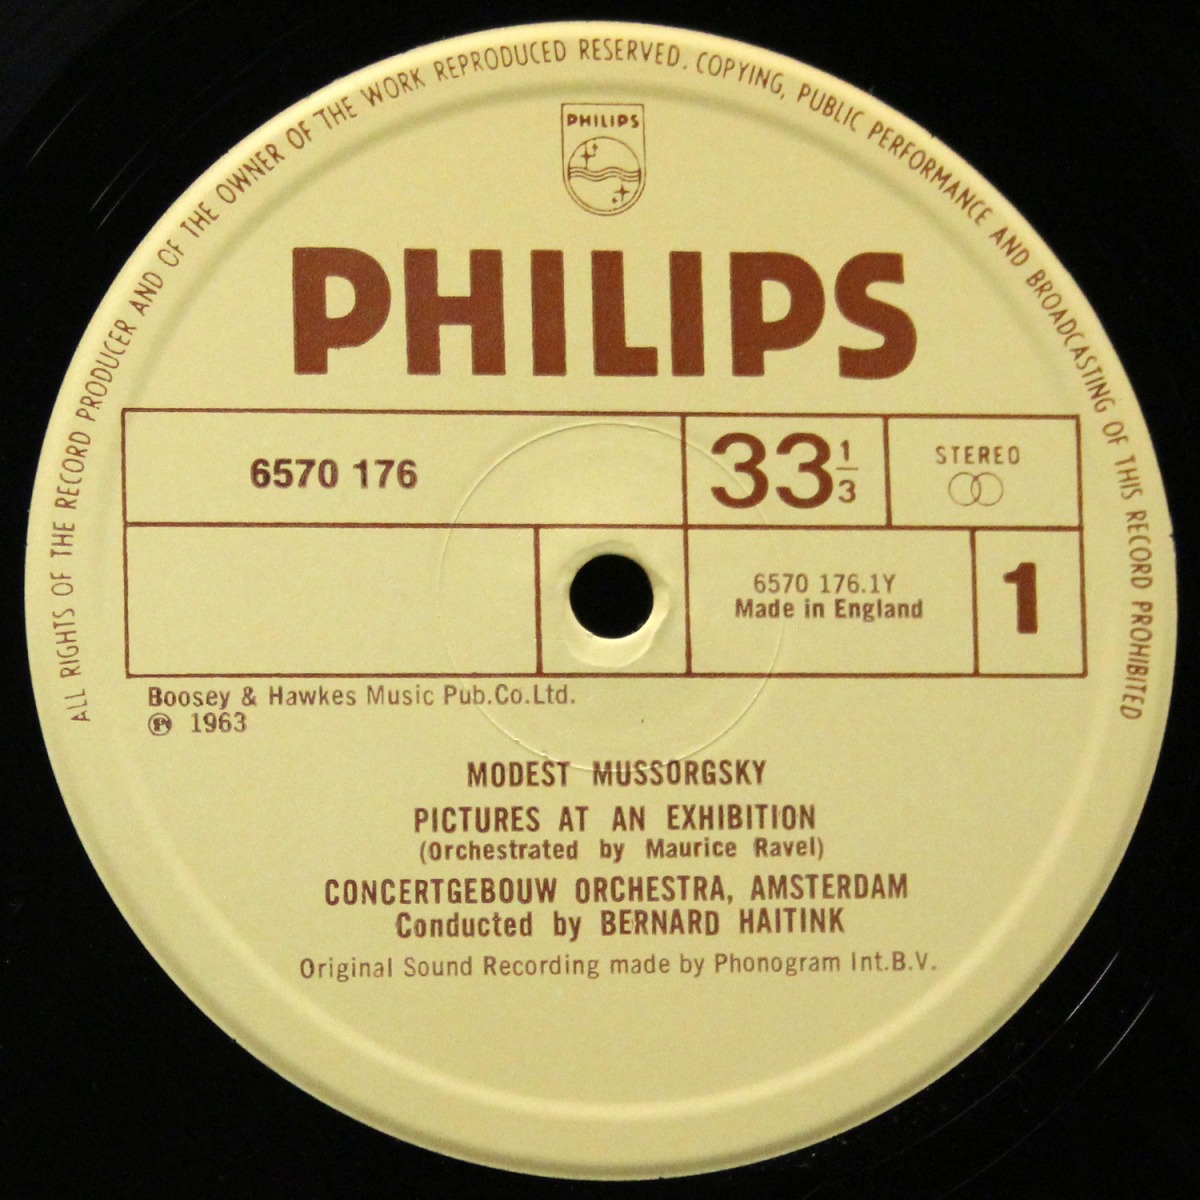 ALL RIGHTS OF THE RECORD PRODUCER AND OF THE OWNER OF THE WORK REPRODUCED RESERVED. COPYING, PUBLIC PERFORMANCE AND BROADCASTING OF THIS RECORD PROHIBITED
PHILIPS
PHILIPS
6570 176
33 1/3
STEREO
6570 176.1Y
Made in England
1
Boosey & Hawkes Music Pub.Co.Ltd.
℗ 1963
MODEST MUSSORGSKY
PICTURES AT AN EXHIBITION
(Orchestrated by Maurice Ravel)
CONCERTGEBOUW ORCHESTRA, AMSTERDAM
Conducted by BERNARD HAITINK
Original Sound Recording made by Phonogram Int.B.V.